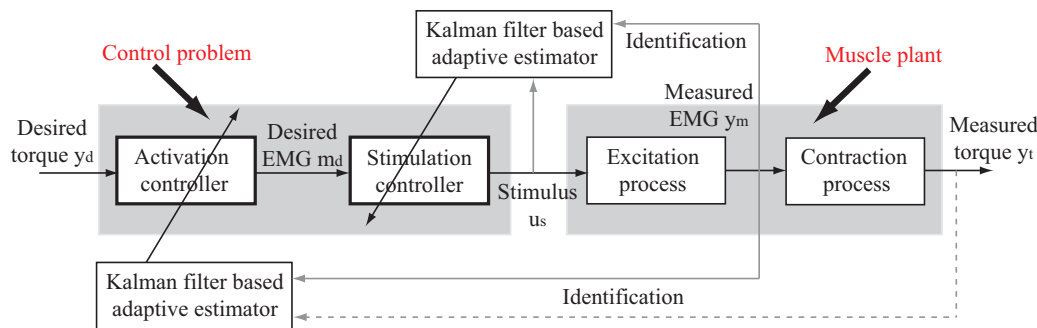 Kalman filter based
adaptive estimator
Identification
Control problem
Muscle plant
Measured
EMG ym
Desired
torque yd
Activation
controller
Desired
EMG md
Stimulation
controller
Stimulus
us
Excitation
process
Contraction
process
Measured
torque yt
Kalman filter based
adaptive estimator
Identification